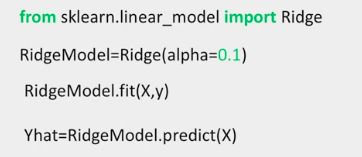 from sklearn.linear_model import Ridge
RidgeModel=Ridge(alpha=0.1)
RidgeModel.fit(X,y)
Yhat=RidgeModel.predict(X)